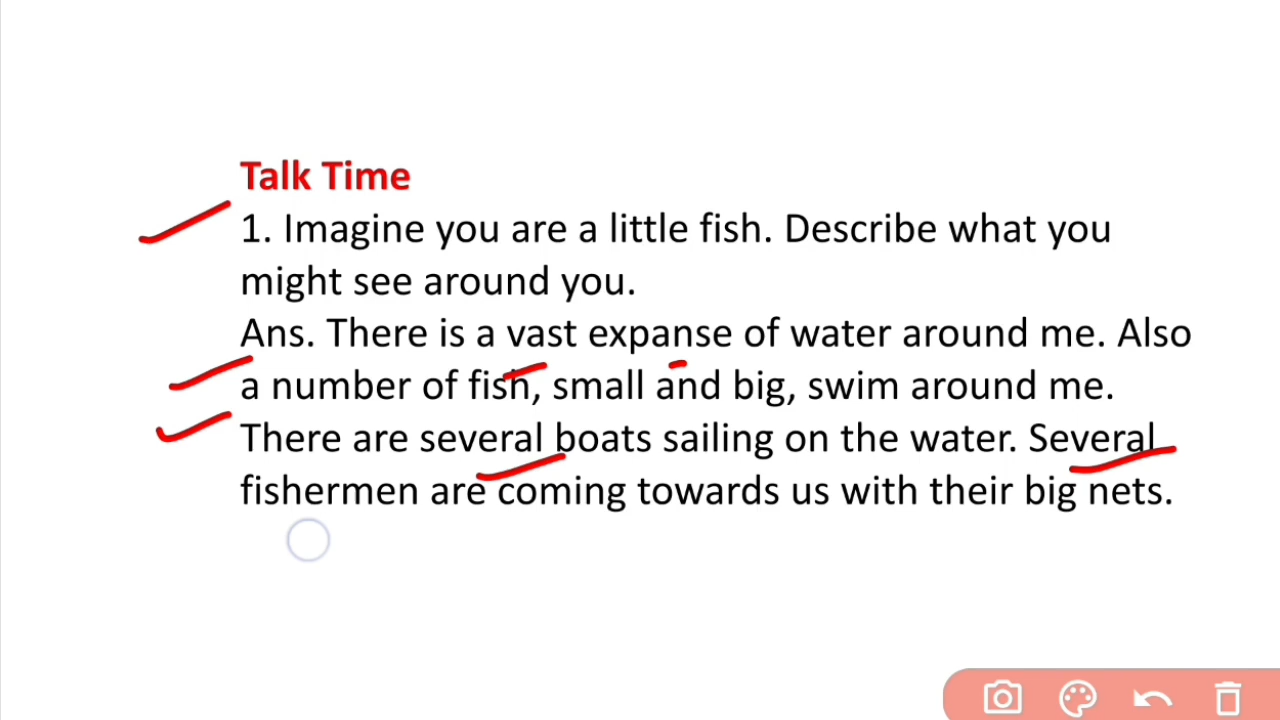 Talk Time
1. Imagine you are a little fish. Describe what you
might see around you.
Ans. There is a vast expanse of water around me. Also
a number of fish, small and big, swim around me.
There are several boats sailing on the water. Several
fishermen are coming towards us with their big nets.